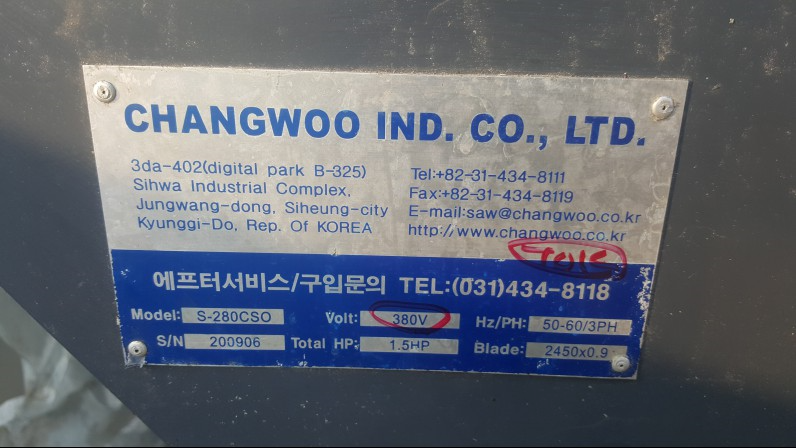 CHANGWOO IND. CO., LTD.
3da-402(digital park B-325)
Sihwa Industrial Complex,
Jungwang-dong, Siheung-city
Kyunggi-Do, Rep. Of KOREA
Tel:+82-31-434-8111
Fax:+82-31-434-8119
E-mail:saw@changwoo.co.kr
http://www.changwoo.co.kr
에프터서비스/구입문의 TEL:(031)434-8118
Model: S-280CSO Volt: 380V Hz/PH: 50-60/3PH
S/N 200906 Total HP: 1.5HP Blade: 2450x0.9